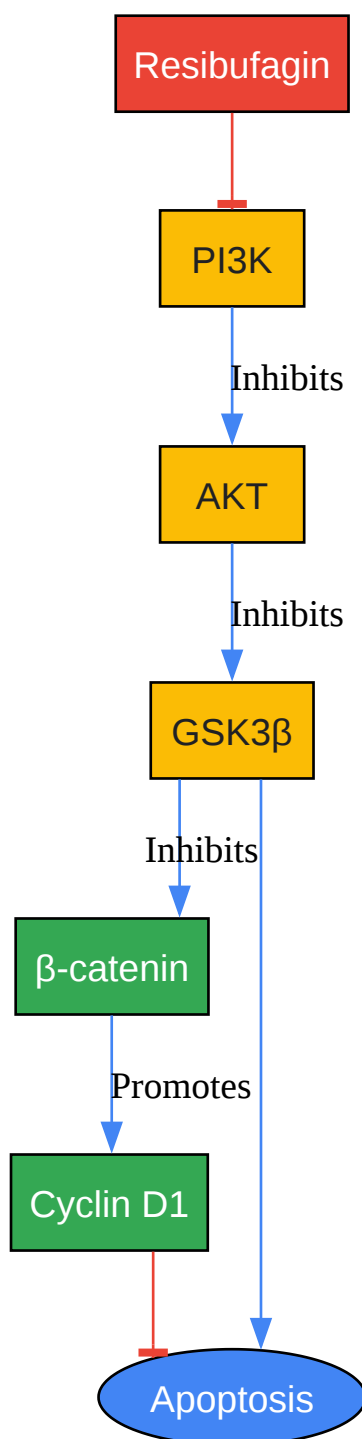 Resibufagin
PI3K
Inhibits
AKT
Inhibits
GSK3β
Inhibits
β-catenin
Promotes
Cyclin D1
Apoptosis